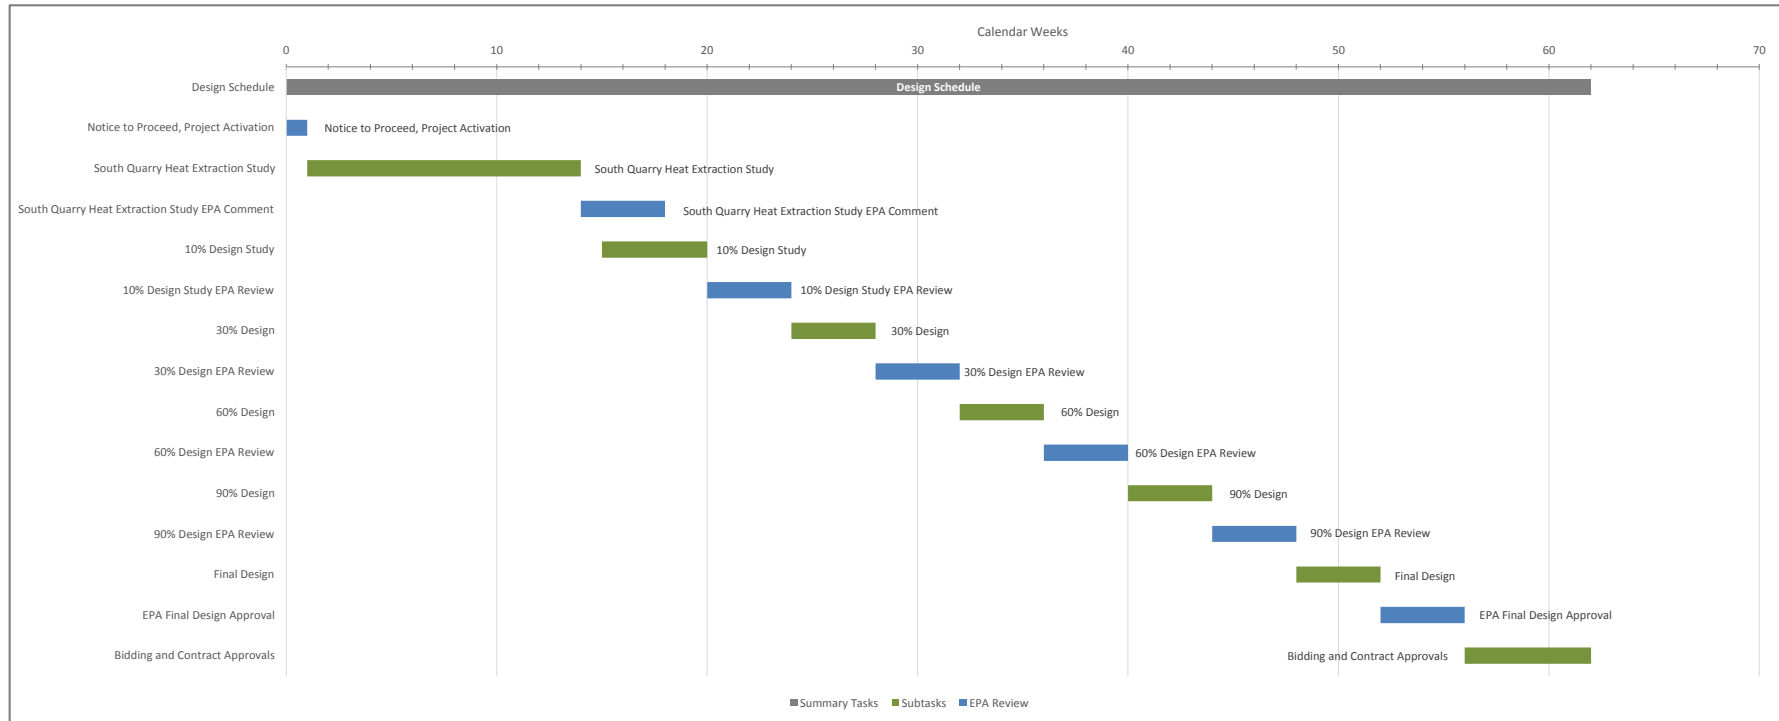 Calendar Weeks
0 10 20 30 40 50 60 70
Design Schedule Design Schedule
Notice to Proceed, Project Activation Notice to Proceed, Project Activation
South Quarry Heat Extraction Study South Quarry Heat Extraction Study
South Quarry Heat Extraction Study EPA Comment South Quarry Heat Extraction Study EPA Comment
10% Design Study 10% Design Study
10% Design Study EPA Review 10% Design Study EPA Review
30% Design 30% Design
30% Design EPA Review 30% Design EPA Review
60% Design 60% Design
60% Design EPA Review 60% Design EPA Review
90% Design 90% Design
90% Design EPA Review 90% Design EPA Review
Final Design Final Design
EPA Final Design Approval EPA Final Design Approval
Bidding and Contract Approvals Bidding and Contract Approvals
Summary Tasks Subtasks EPA Review